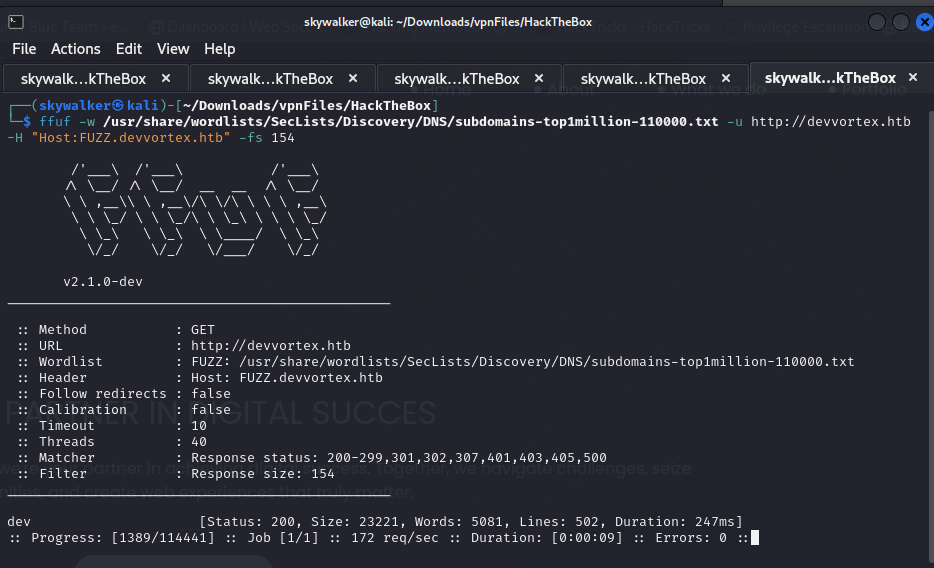 skywalker@kali: ~/Downloads/vpnFiles/HackTheBox
File Actions Edit View Help
skywalk...kTheBox × skywalk...kTheBox × skywalk...kTheBox × skywalk...kTheBox × skywalk...kTheBox ×
┌──(skywalker㉿kali)-[~/Downloads/vpnFiles/HackTheBox]
└─$ ffuf -w /usr/share/wordlists/SecLists/Discovery/DNS/subdomains-top1million-110000.txt -u http://devvortex.htb
-H "Host:FUZZ.devvortex.htb" -fs 154
v2.1.0-dev
:: Method : GET
:: URL : http://devvortex.htb
:: Wordlist : FUZZ: /usr/share/wordlists/SecLists/Discovery/DNS/subdomains-top1million-110000.txt
:: Header : Host: FUZZ.devvortex.htb
:: Follow redirects : false
:: Calibration : false
:: Timeout : 10
:: Threads : 40
:: Matcher : Response status: 200-299,301,302,307,401,403,405,500
:: Filter : Response size: 154
PARTNER IN DIGITAL SUCCES
dev [Status: 200, Size: 23221, Words: 5081, Lines: 502, Duration: 247ms]
:: Progress: [1389/114441] :: Job [1/1] :: 172 req/sec :: Duration: [0:00:09] :: Errors: 0 ::